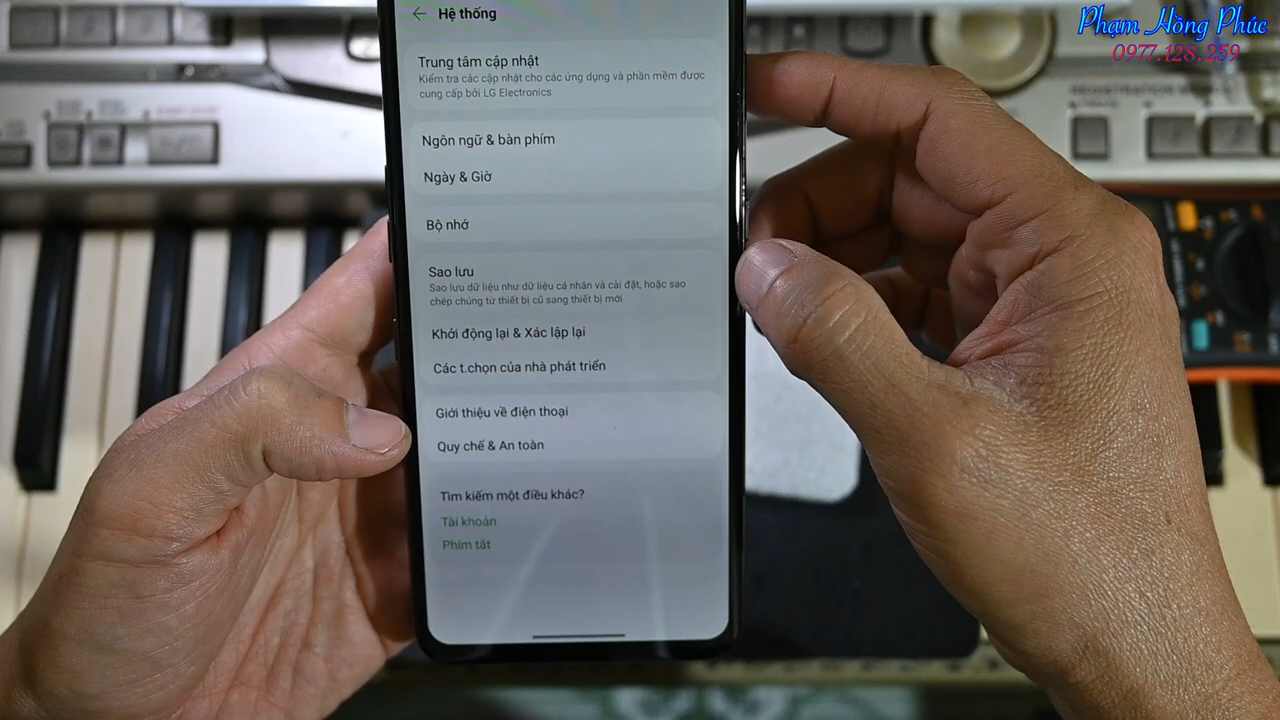 Phạm Hồng Phúc
0977.128.259
Hệ thống
Trung tâm cập nhật
Kiểm tra các cập nhật cho các ứng dụng và phần mềm được
cung cấp bởi LG Electronics
Ngôn ngữ & bàn phím
Ngày & Giờ
Bộ nhớ
Sao lưu
Sao lưu dữ liệu như dữ liệu cá nhân và cài đặt, hoặc sao
chép chúng từ thiết bị cũ sang thiết bị mới
Khởi động lại & Xác lập lại
Các t.chọn của nhà phát triển
Giới thiệu về điện thoại
Quy chế & An toàn
Tìm kiếm một điều khác?
Tài khoản
Phím tắt